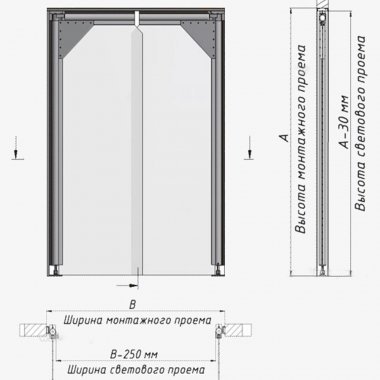 A
Высота монтажного проема
А-30 мм
Высота светового проема
В
Ширина монтажного проема
В-250 мм
Ширина светового проема